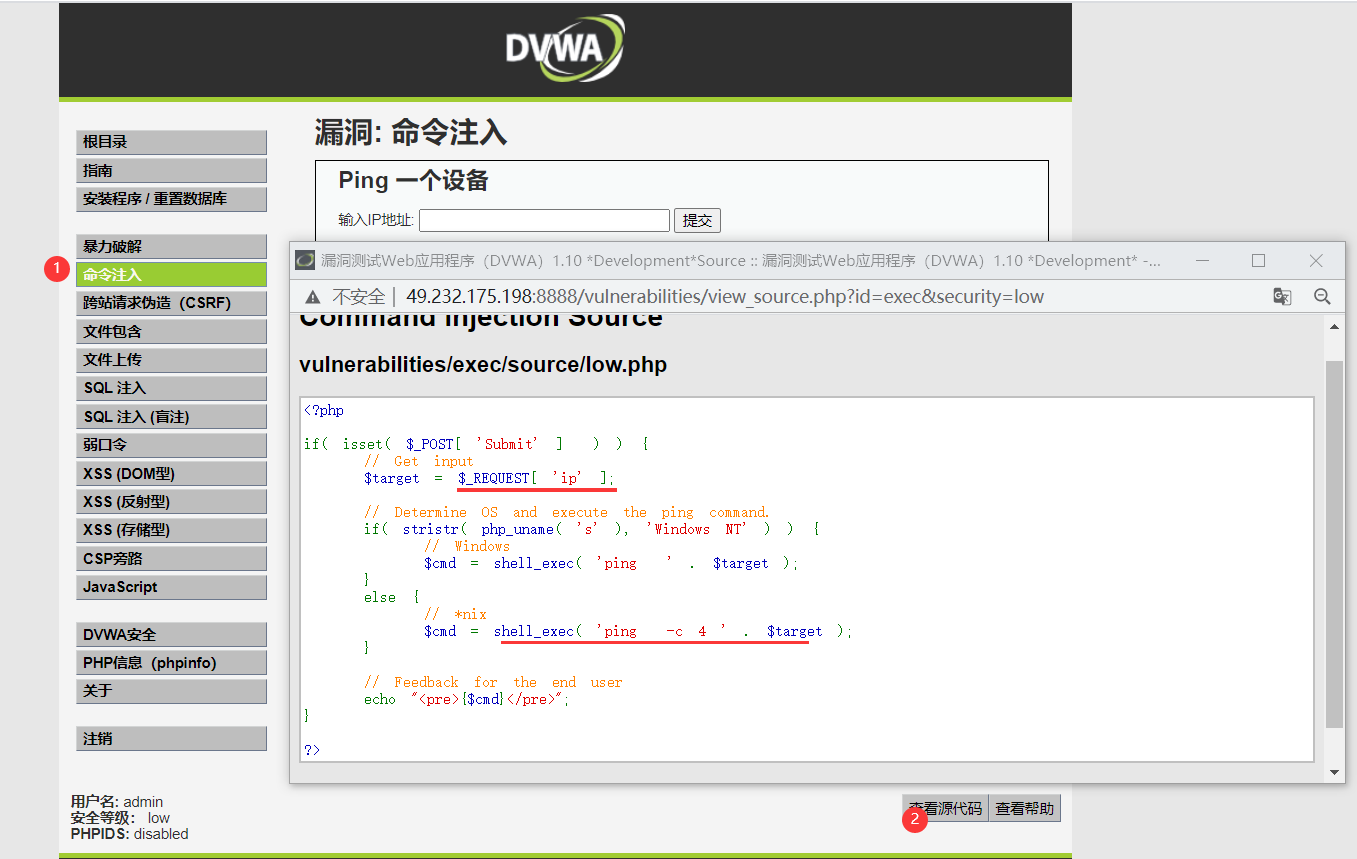 DVWA
漏洞: 命令注入
Ping 一个设备
输入IP地址:
提交
根目录
指南
安装程序 / 重置数据库
暴力破解
1
命令注入
跨站请求伪造（CSRF)
文件包含
文件上传
SQL 注入
SQL 注入 (盲注)
弱口令
XSS (DOM型)
XSS (反射型)
XSS (存储型)
CSP旁路
JavaScript
DVWA安全
PHP信息（phpinfo)
关于
注销
用户名: admin
安全等级： low
PHPIDS: disabled
漏洞测试Web应用程序（DVWA）1.10 *Development*Source :: 漏洞测试Web应用程序（DVWA）1.10 *Development* -...
不安全 | 49.232.175.198:8888/vulnerabilities/view_source.php?id=exec&security=low
Command Injection Source
vulnerabilities/exec/source/low.php
<?php
if( isset( $_POST[ 'Submit' ] ) ) {
// Get input
$target = $_REQUEST[ 'ip' ];
// Determine OS and execute the ping command.
if( stristr( php_uname( 's' ), 'Windows NT' ) ) {
// Windows
$cmd = shell_exec( 'ping ' . $target );
}
else {
// *nix
$cmd = shell_exec( 'ping -c 4 ' . $target );
}
// Feedback for the end user
echo "<pre>{$cmd}</pre>";
}
?>
查看源代码
查看帮助
2